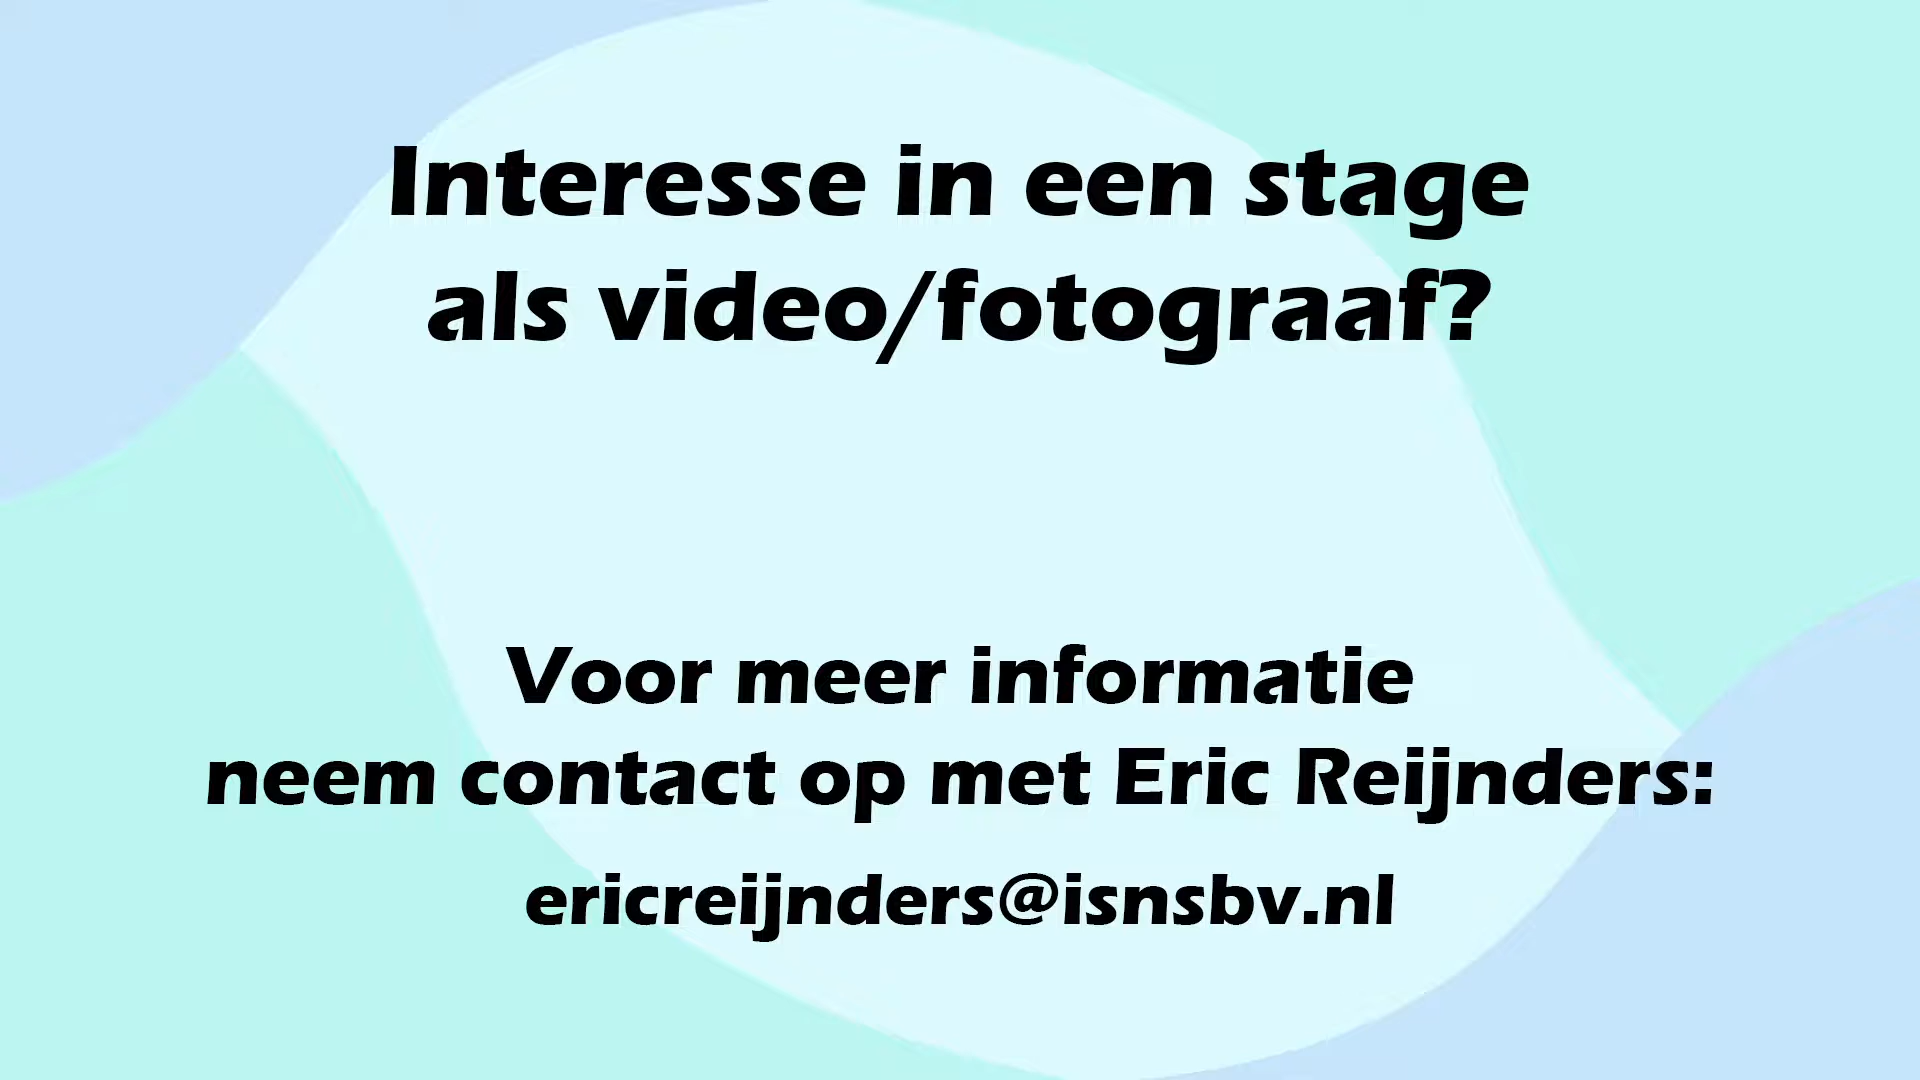 Interesse in een stage
als video/fotograaf?
Voor meer informatie
neem contact op met Eric Reijnders:
ericreijnders@isnsbv.nl